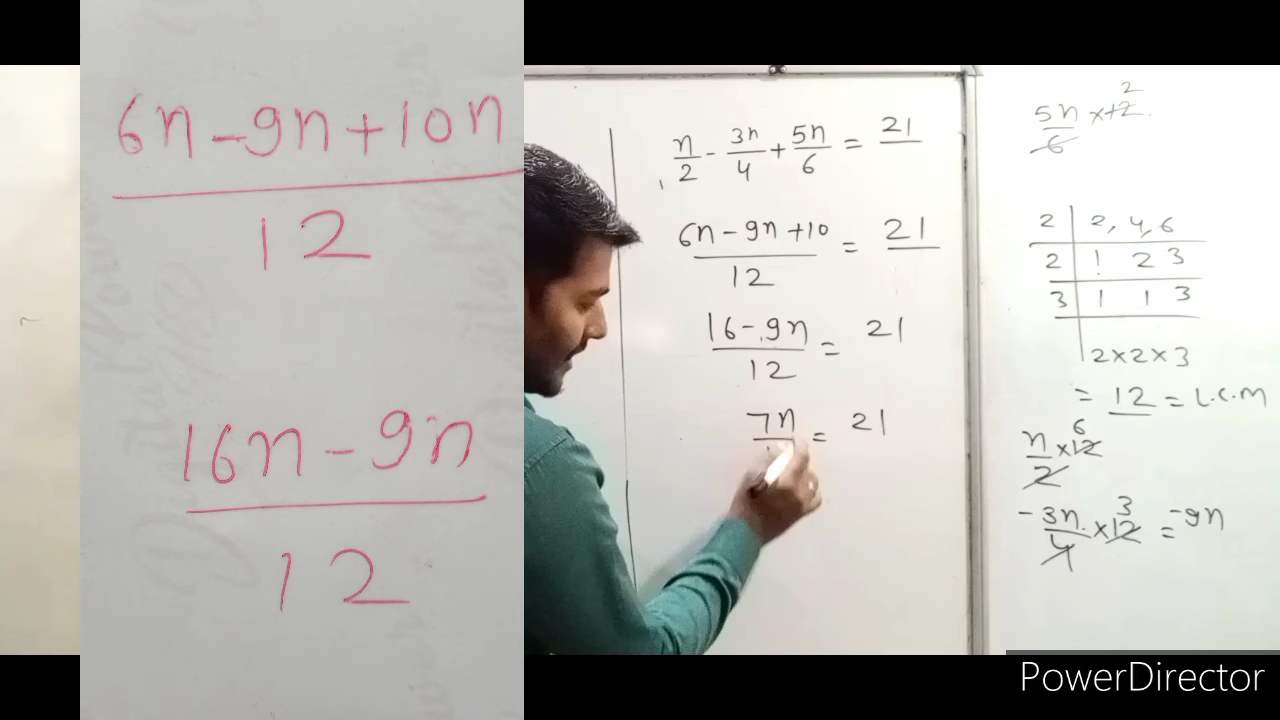 6n-9n+10n
12
16n-9n
12
n/2 - 3n/4 + 5n/6 = 21
6n-9n+10 = 21
12
16-9n = 21
12
7n = 21
5n/6 × 12 2
2 | 2, 4, 6
2 | 1 2 3
3 | 1 1 3
2×2×3
= 12 = L.C.M
n/2 × 12 6
-3n/4 × 12 3 = -9n
PowerDirector